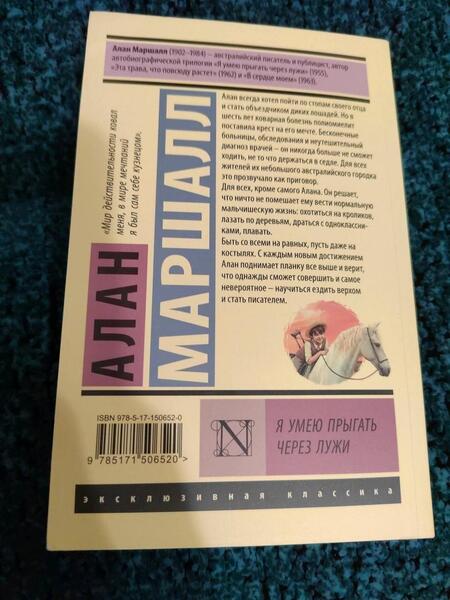 Алан Маршалл (1902–1984) – австралийский писатель и публицист, автор
автобиографической трилогии «Я умею прыгать через лужи» (1955),
«Эта трава, что повсюду растет» (1962) и «В сердце моем» (1963).
«Мир действительности ковал
меня, в мире мечтаний
я был сам себе кузнецом».
АЛАН
МАРШАЛЛ
Алан всегда хотел пойти по стопам своего отца
и стать объездчиком диких лошадей. Но в
шесть лет коварная болезнь полиомиелит
поставила крест на его мечте. Бесконечные
больницы, обследования и неутешительный
диагноз врачей – он никогда больше не сможет
ходить, не то что держаться в седле. Для всех
жителей их небольшого австралийского городка
это прозвучало как приговор.
Для всех, кроме самого Алана. Он решает,
что ничто не помешает ему вести нормальную
мальчишескую жизнь: охотиться на кроликов,
лазать по деревьям, драться с одноклассни-
ками, плавать.
Быть со всеми на равных, пусть даже на
костылях. С каждым новым достижением
Алан поднимает планку все выше и верит,
что однажды сможет совершить и самое
невероятное – научиться ездить верхом
и стать писателем.
ISBN 978-5-17-150652-0
9 785171 506520 >
N
Я УМЕЮ ПРЫГАТЬ
ЧЕРЕЗ ЛУЖИ
эксклюзивная классика